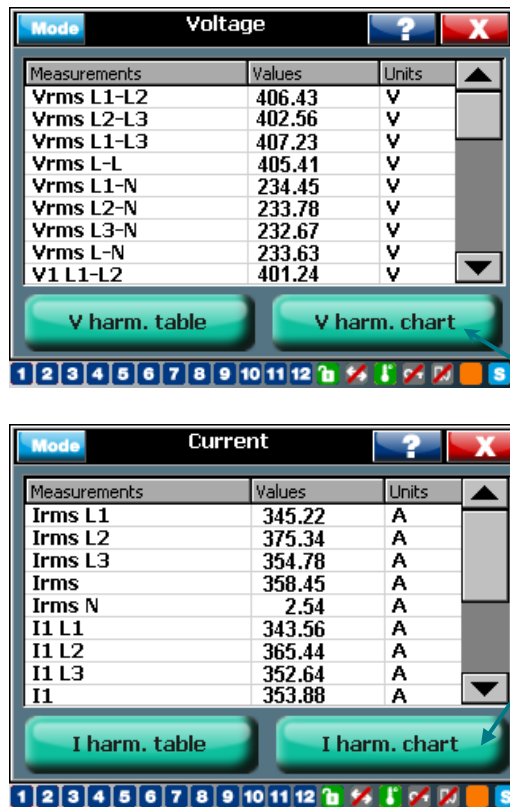 Mode Voltage ? X
Measurements Values Units
Vrms L1-L2 406.43 V
Vrms L2-L3 402.56 V
Vrms L1-L3 407.23 V
Vrms L-L 405.41 V
Vrms L1-N 234.45 V
Vrms L2-N 233.78 V
Vrms L3-N 232.67 V
Vrms L-N 233.63 V
V1 L1-L2 401.24 V
V harm. table V harm. chart
1 2 3 4 5 6 7 8 9 10 11 12 S
Mode Current ? X
Measurements Values Units
Irms L1 345.22 A
Irms L2 375.34 A
Irms L3 354.78 A
Irms 358.45 A
Irms N 2.54 A
I1 L1 343.56 A
I1 L2 365.44 A
I1 L3 352.64 A
I1 353.88 A
I harm. table I harm. chart
1 2 3 4 5 6 7 8 9 10 11 12 S